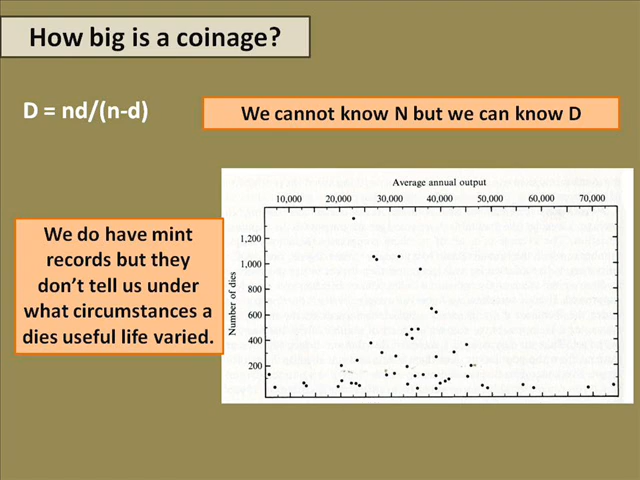 How big is a coinage?
D = nd/(n-d)
We cannot know N but we can know D
We do have mint
records but they
don't tell us under
what circumstances a
dies useful life varied.
Average annual output
10,000 20,000 30,000 40,000 50,000 60,000 70,000
Number of dies
1,200
1,000
800
600
400
200